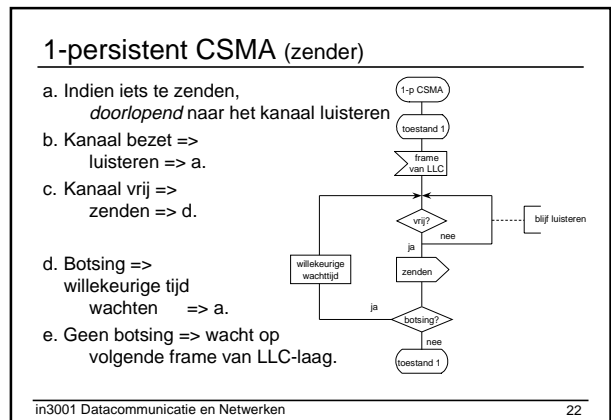 1-persistent CSMA (zender)
a. Indien iets te zenden,
doorlopend naar het kanaal luisteren
b. Kanaal bezet =>
luisteren => a.
c. Kanaal vrij =>
zenden => d.
d. Botsing =>
willekeurige tijd
wachten => a.
e. Geen botsing => wacht op
volgende frame van LLC-laag.
1-p CSMA
toestand 1
frame
van LLC
vrij?
nee
blijf luisteren
ja
willekeurige
wachttijd
zenden
ja
botsing?
nee
toestand 1
in3001 Datacommunicatie en Netwerken
22